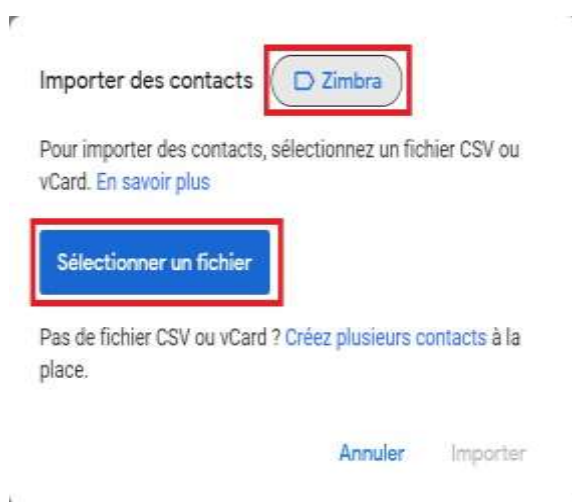 Importer des contacts Zimbra
Pour importer des contacts, sélectionnez un fichier CSV ou
vCard. En savoir plus
Sélectionner un fichier
Pas de fichier CSV ou vCard ? Créez plusieurs contacts à la
place.
Annuler Importer